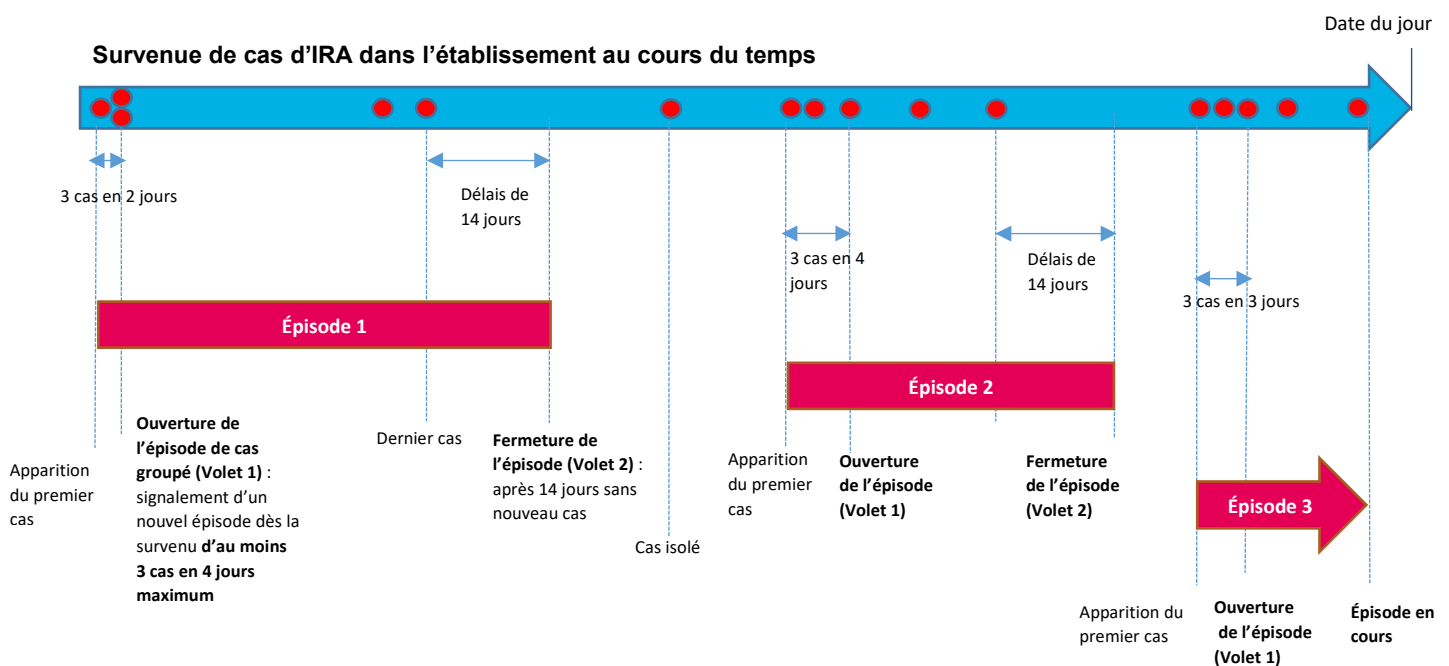 Date du jour
Survenue de cas d’IRA dans l’établissement au cours du temps
3 cas en 2 jours
Délais de
14 jours
3 cas en 4
jours
Délais de
14 jours
3 cas en 3 jours
Épisode 1
Épisode 2
Épisode 3
Apparition
du premier
cas
Ouverture de
l’épisode de cas
groupé (Volet 1) :
signalement d’un
nouvel épisode dès la
survenu d’au moins
3 cas en 4 jours
maximum
Dernier cas
Fermeture de
l’épisode (Volet 2) :
après 14 jours sans
nouveau cas
Cas isolé
Apparition
du premier
cas
Ouverture
de l’épisode
(Volet 1)
Fermeture
de l’épisode
(Volet 2)
Apparition du
premier cas
Ouverture
de l’épisode
(Volet 1)
Épisode en
cours